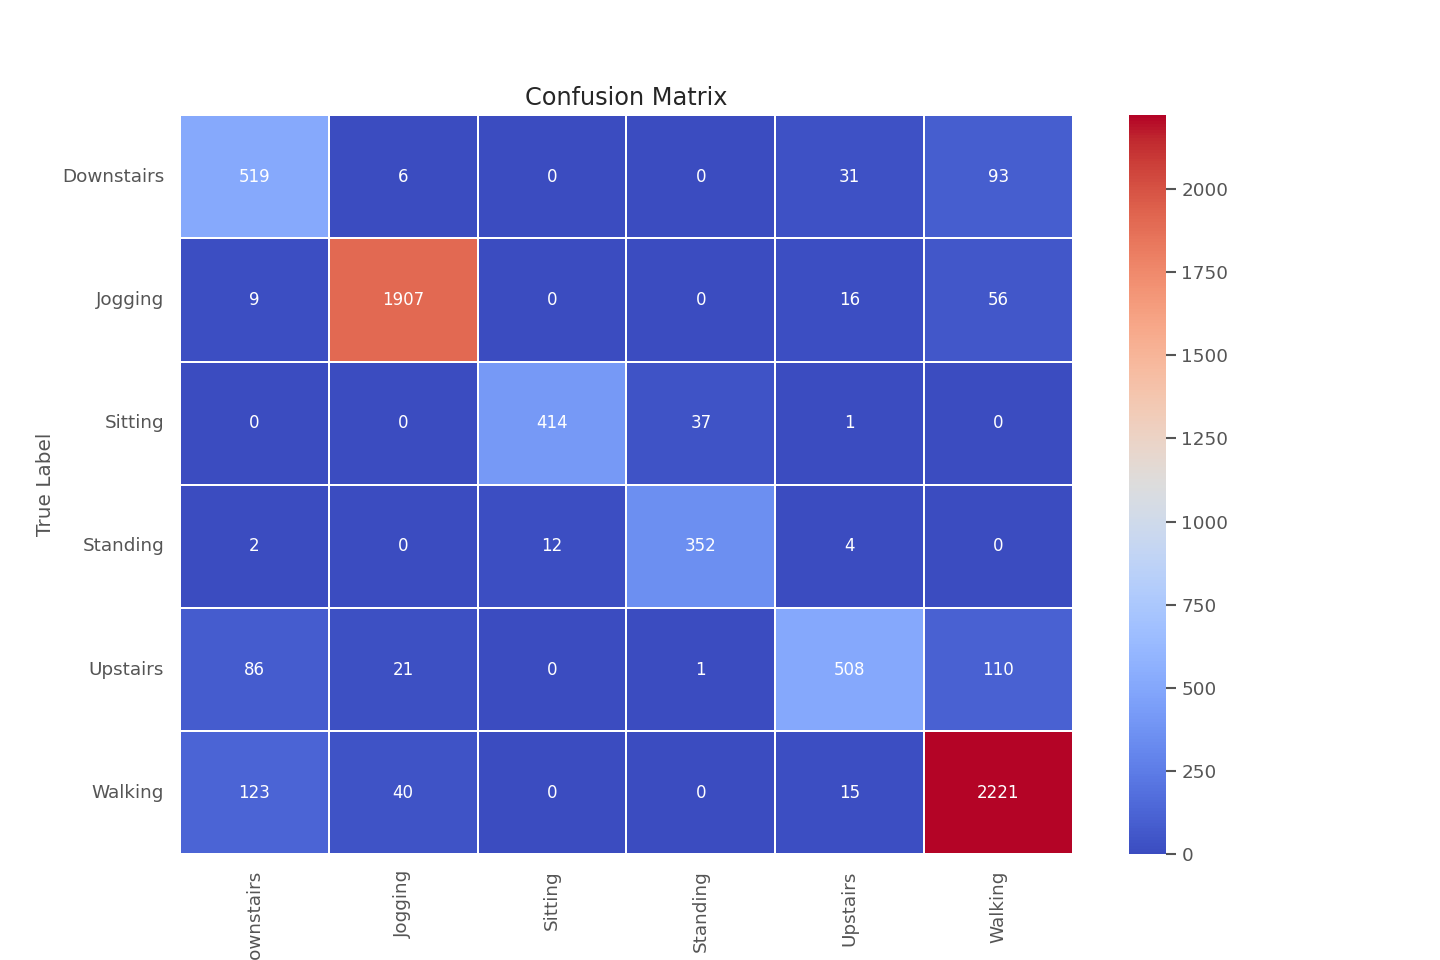 Confusion Matrix
Downstairs 519 6 0 0 31 93
Jogging 9 1907 0 0 16 56
Sitting 0 0 414 37 1 0
Standing 2 0 12 352 4 0
Upstairs 86 21 0 1 508 110
Walking 123 40 0 0 15 2221
True Label
ownstairs Jogging Sitting Standing Upstairs Walking
2000
1750
1500
1250
1000
750
500
250
0